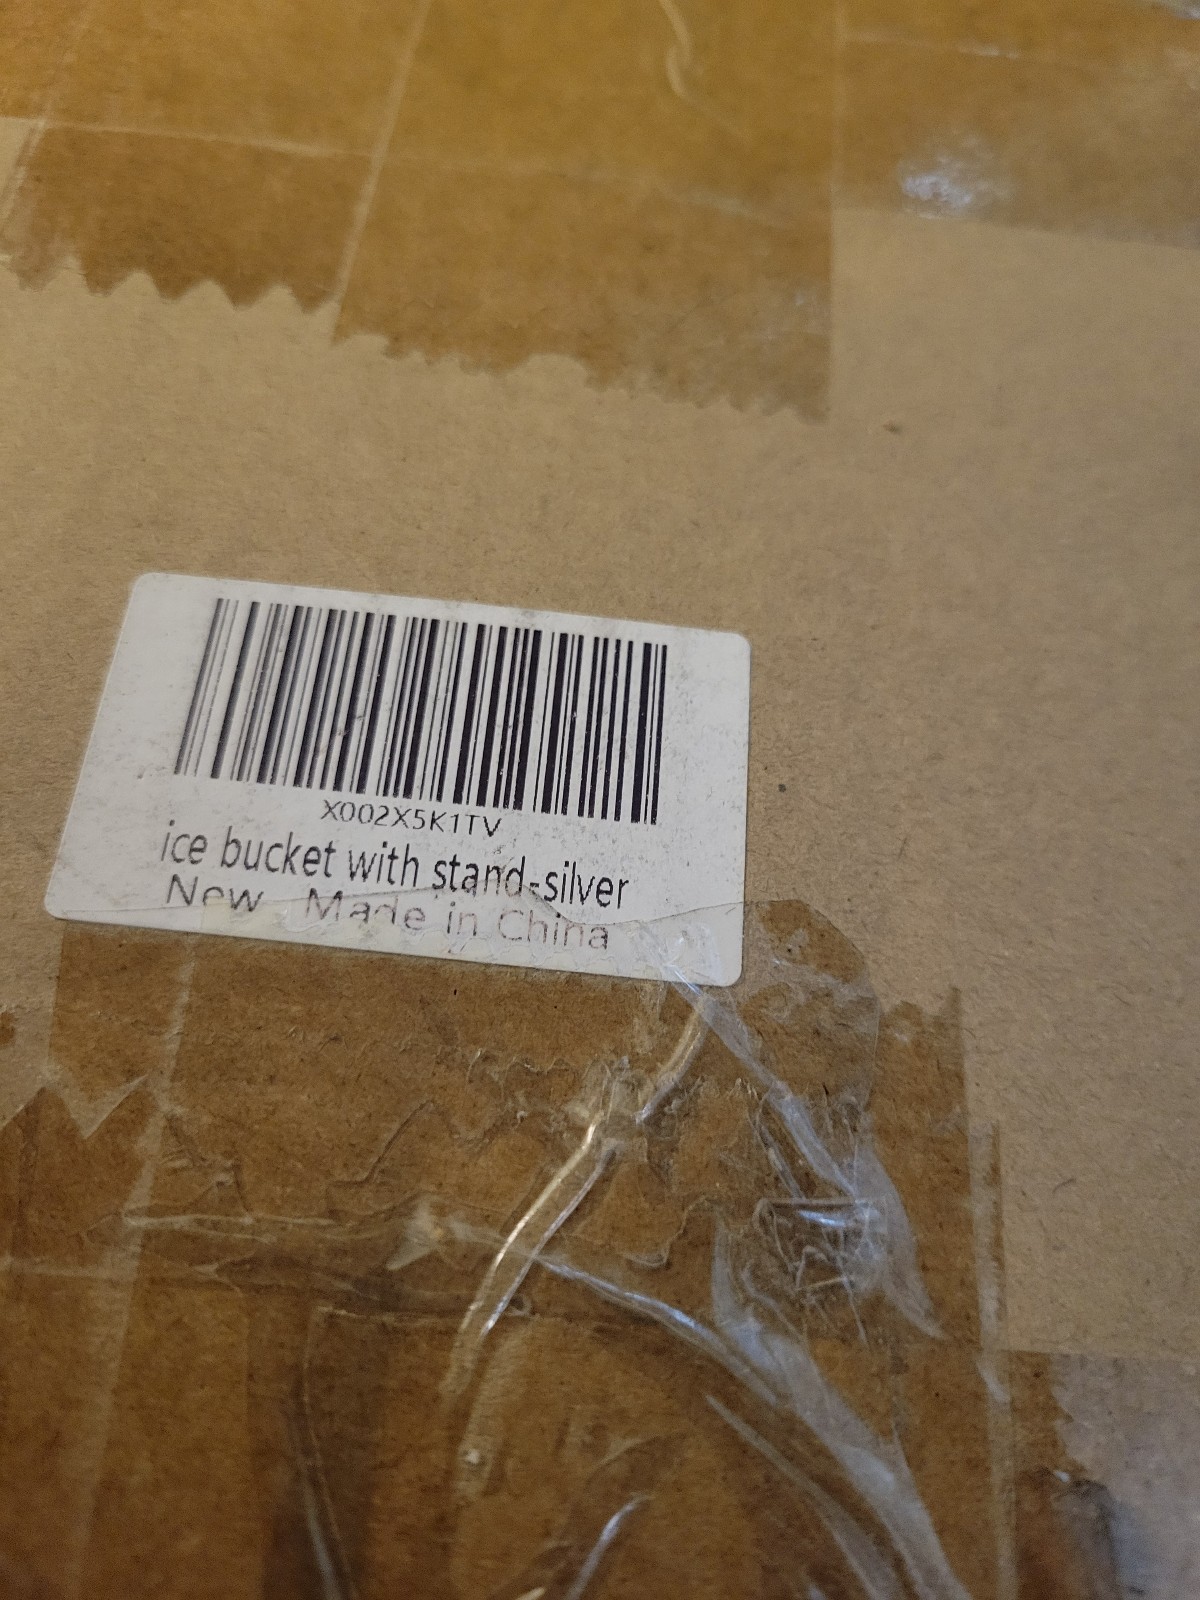 X002X5K1TV
ice bucket with stand-silver
New Made in China